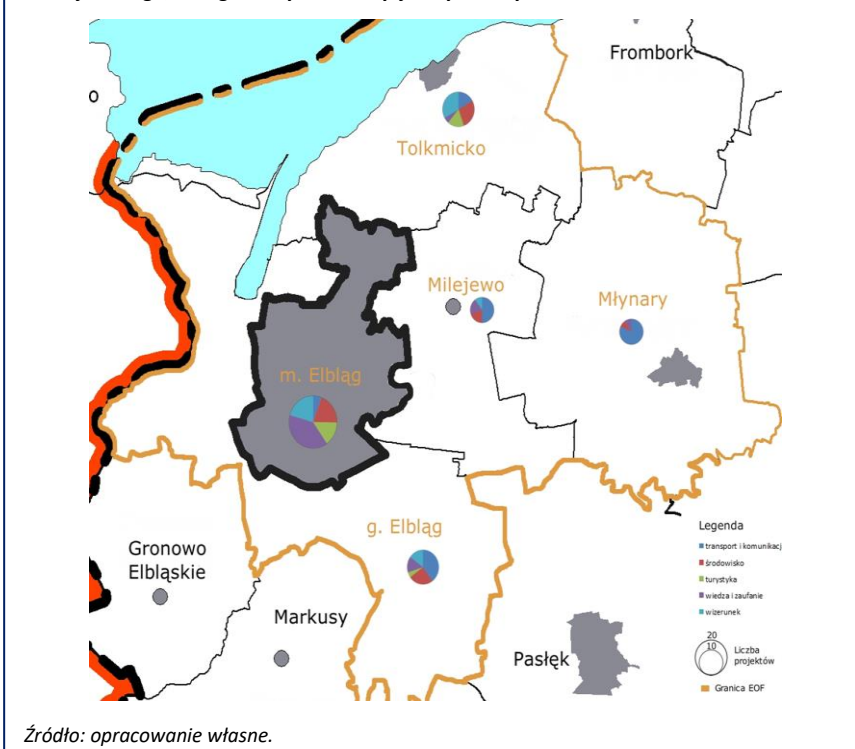 Frombork
o
Tolkmicko
Milejewo
Młynary
m. Elbląg
g. Elbląg
Gronowo
Elbląskie
Markusy
Pasłęk
Legenda
transport i komunikacj
środowisko
turystyka
wiedza i zaufanie
wizerunek
20
10
Liczba
projektów
Granica EOF
Źródło: opracowanie własne.